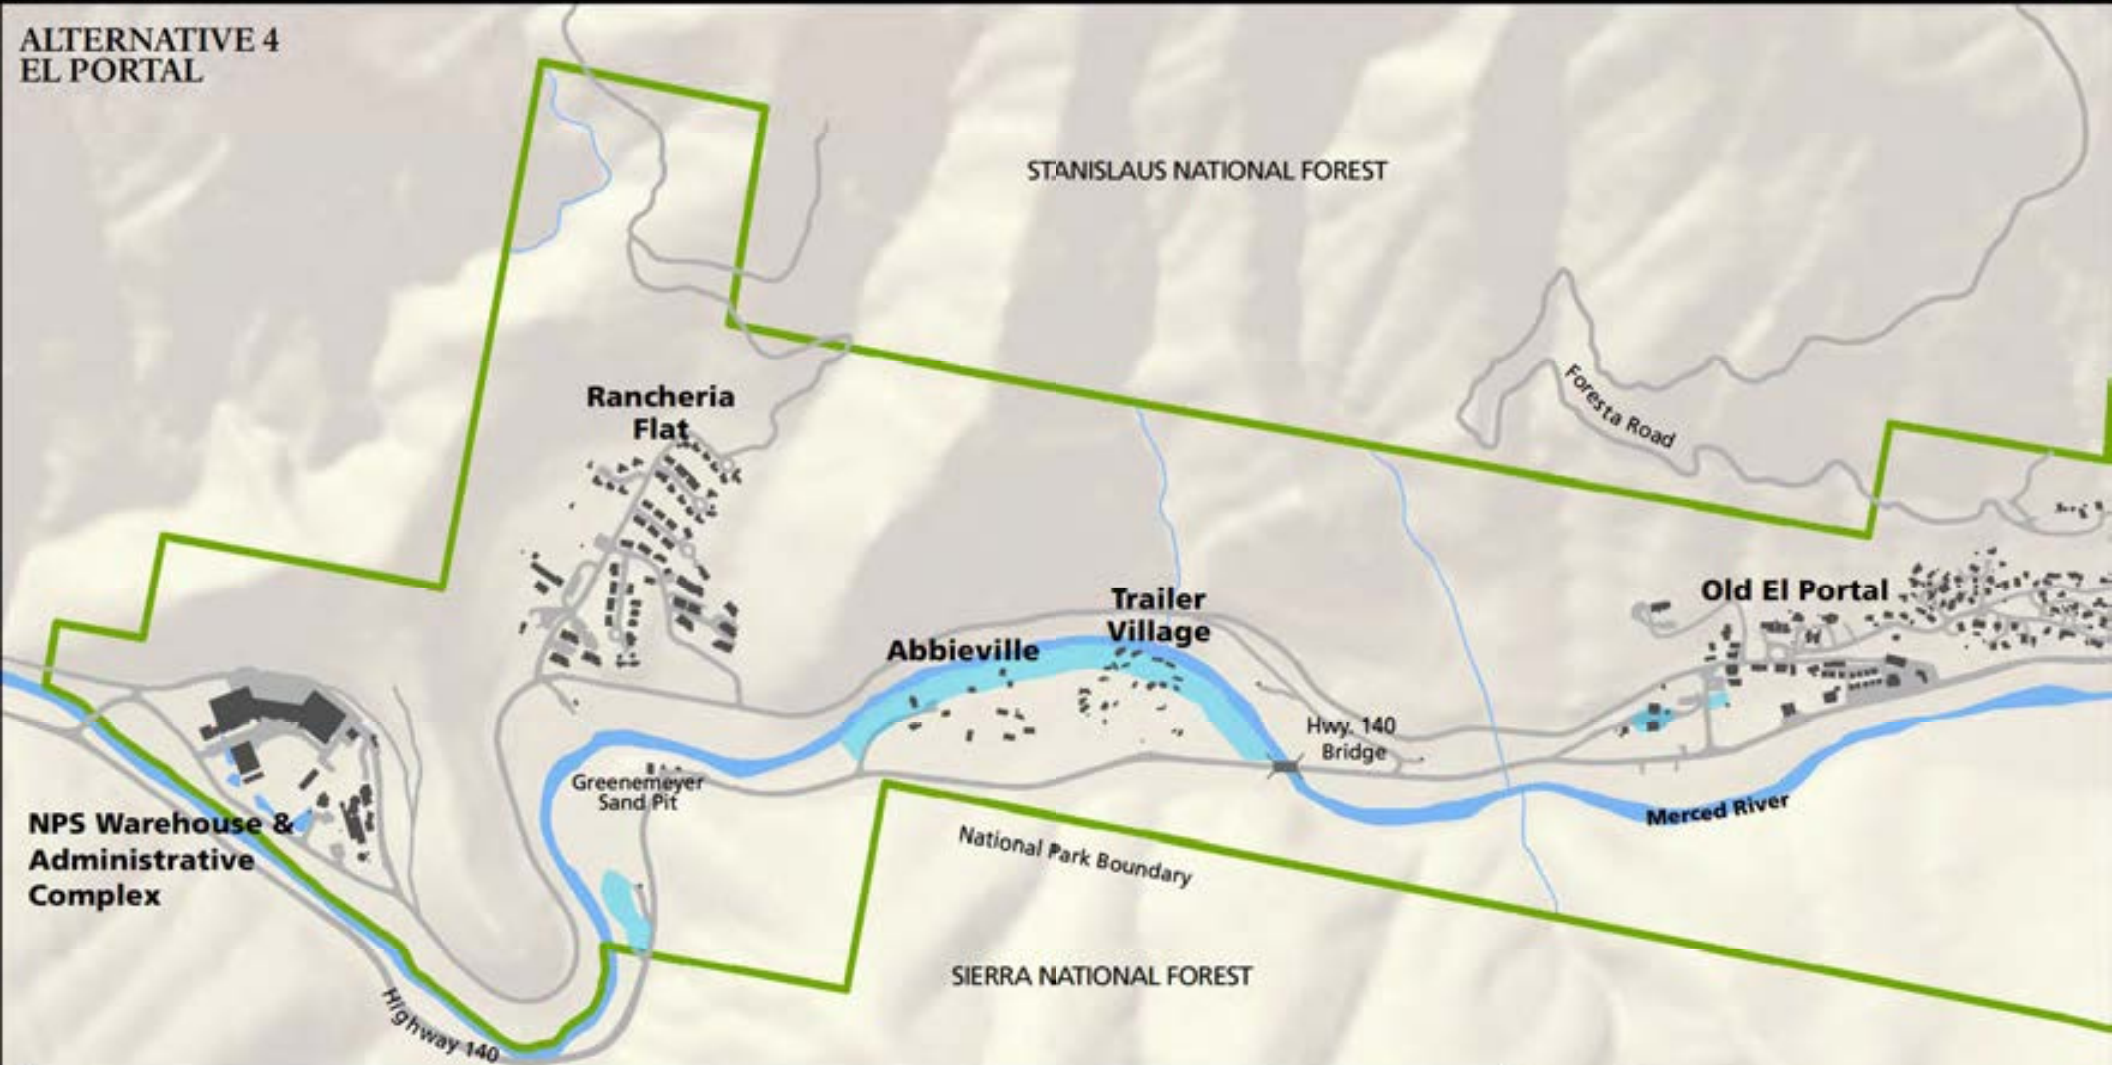 ALTERNATIVE 4
EL PORTAL
STANISLAUS NATIONAL FOREST
Foresta Road
Rancheria
Flat
Old El Portal
Trailer
Village
Abbieville
Hwy. 140
Bridge
Greenemeyer
Sand Pit
Merced River
NPS Warehouse &
Administrative
Complex
National Park Boundary
SIERRA NATIONAL FOREST
Highway 140